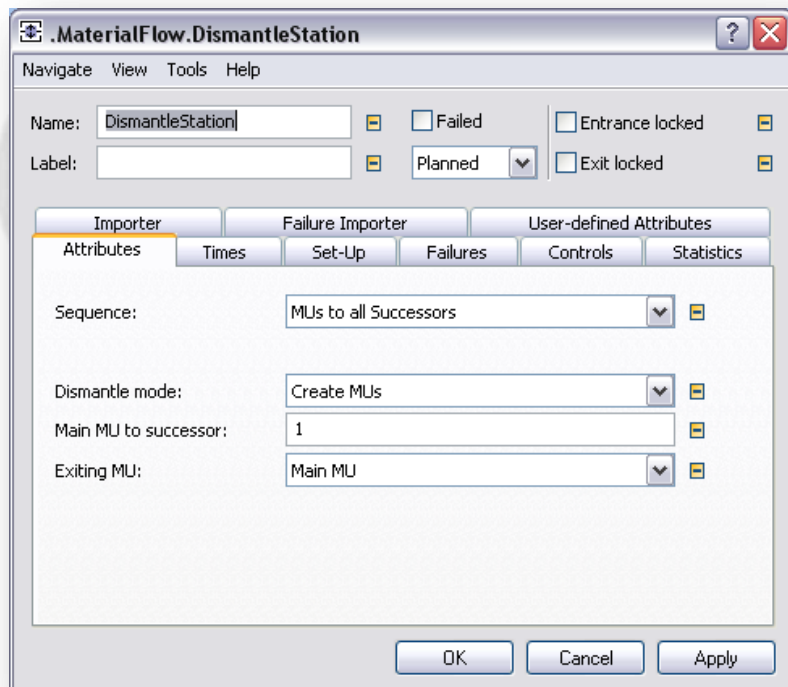 .MaterialFlow.DismantleStation ?
Navigate View Tools Help
Name: DismantleStation Failed Entrance locked
Label: Planned Exit locked
Importer Failure Importer User-defined Attributes
Attributes Times Set-Up Failures Controls Statistics
Sequence: MUs to all Successors
Dismantle mode: Create MUs
Main MU to successor: 1
Exiting MU: Main MU
OK Cancel Apply